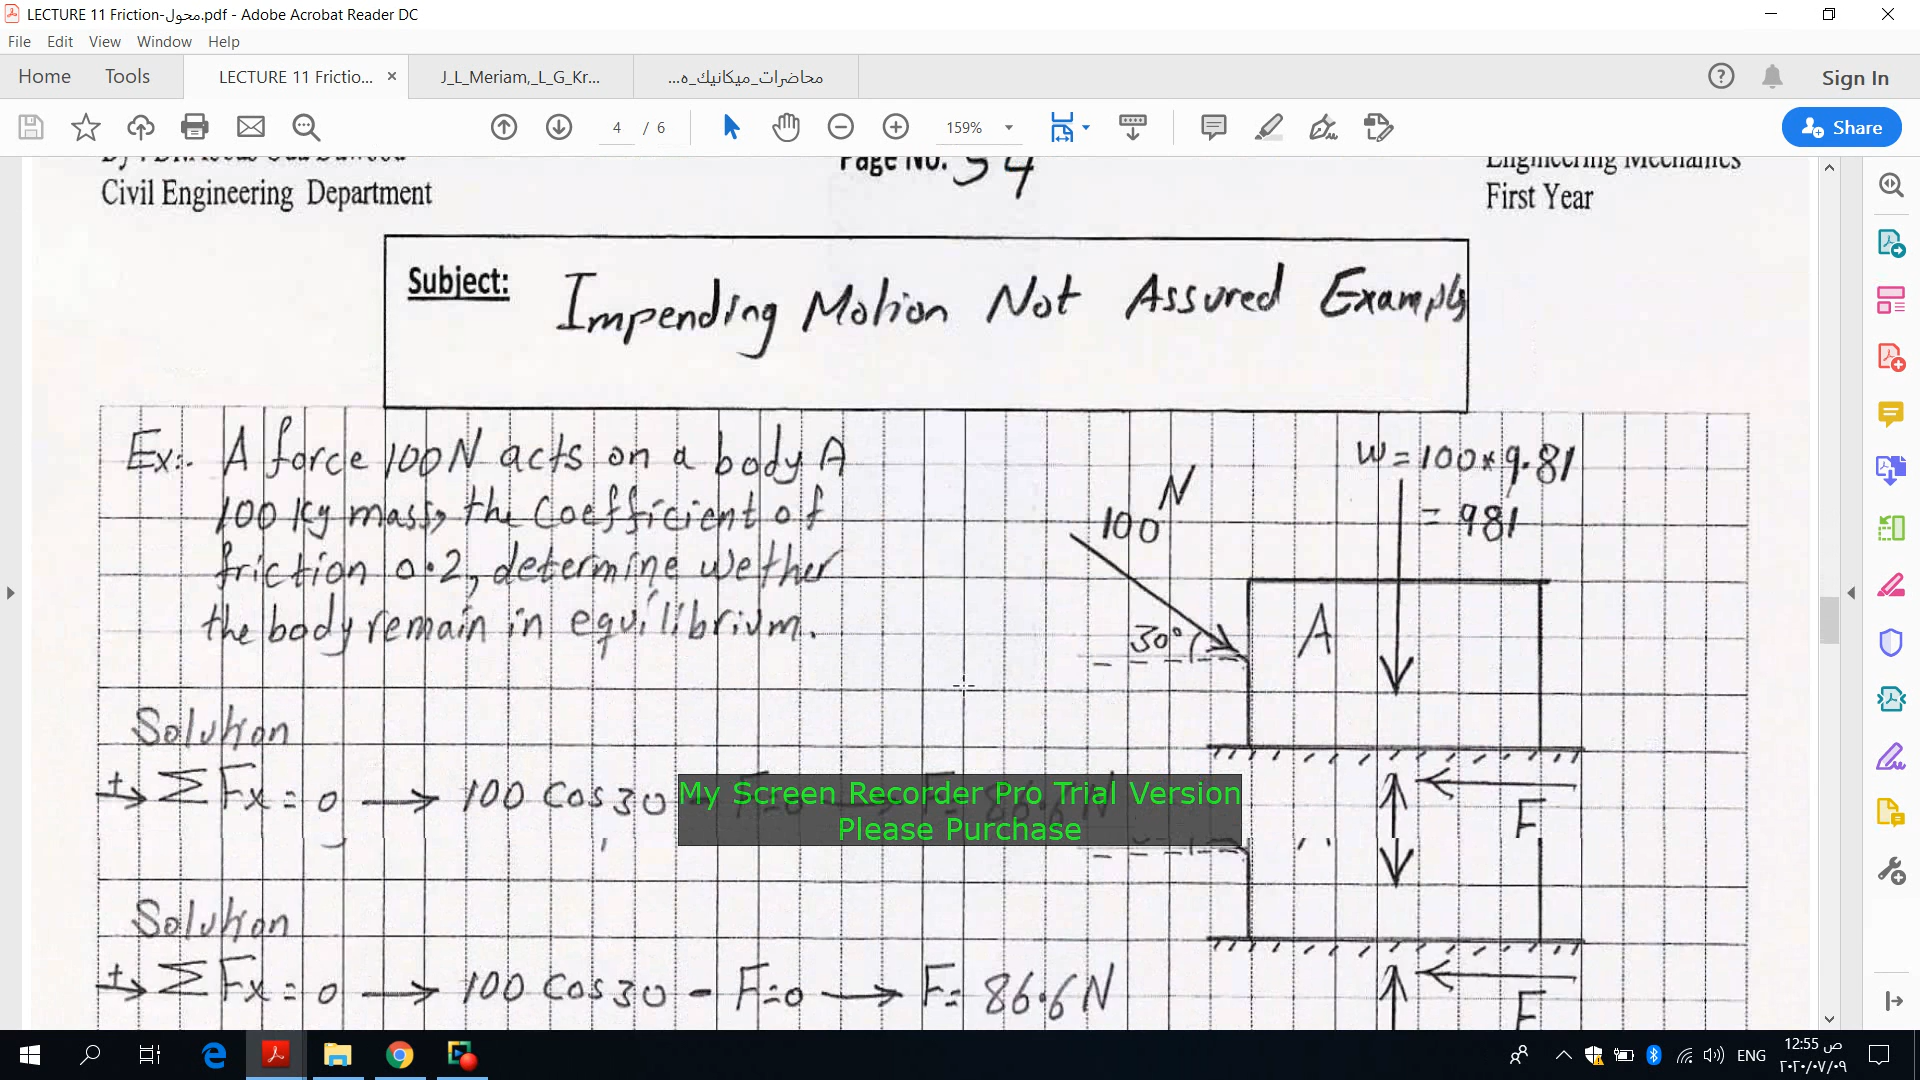 LECTURE 11 Friction-محول.pdf - Adobe Acrobat Reader DC
File Edit View Window Help
Home Tools LECTURE 11 Frictio... × J_L_Meriam,_L_G_Kr... محاضرات_ميكانيك_ه... Sign In
4 / 6 159% Share
Page No. 54 Engineering Mechanics
Civil Engineering Department First Year
Subject: Impending Motion Not Assured Example
Ex:. A force 100N acts on a body A
100 Kg mass, the Coefficient of
friction 0.2, determine wether
the body remain in equilibrium.
W = 100*9.81
= 981
100 N
30°
A
Solution
+ ΣFx = 0 → 100 Cos 30
My Screen Recorder Pro Trial Version
Please Purchase
F
Solution
+ ΣFx = 0 → 100 Cos 30 - F=0 → F= 86.6 N
F
ENG 12:55 ص
٢٠٢٠/٠٧/٠٩